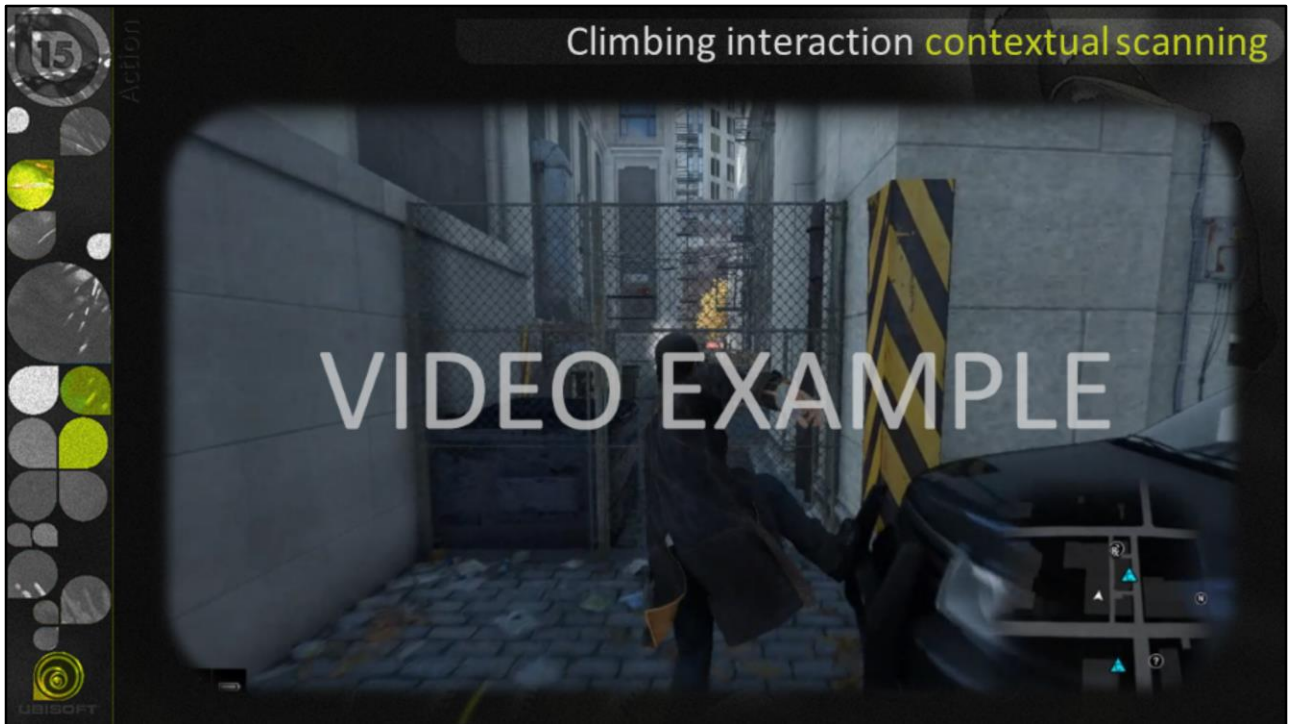 15
Action
Climbing interaction contextual scanning
VIDEO EXAMPLE
N
?
UBISOFT